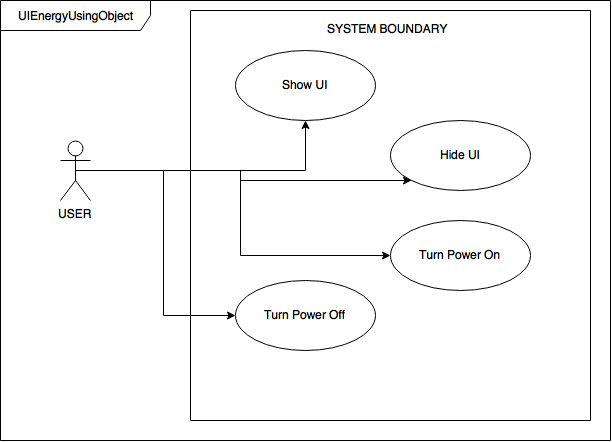 UIEnergyUsingObject
SYSTEM BOUNDARY
Show UI
Hide UI
USER
Turn Power On
Turn Power Off